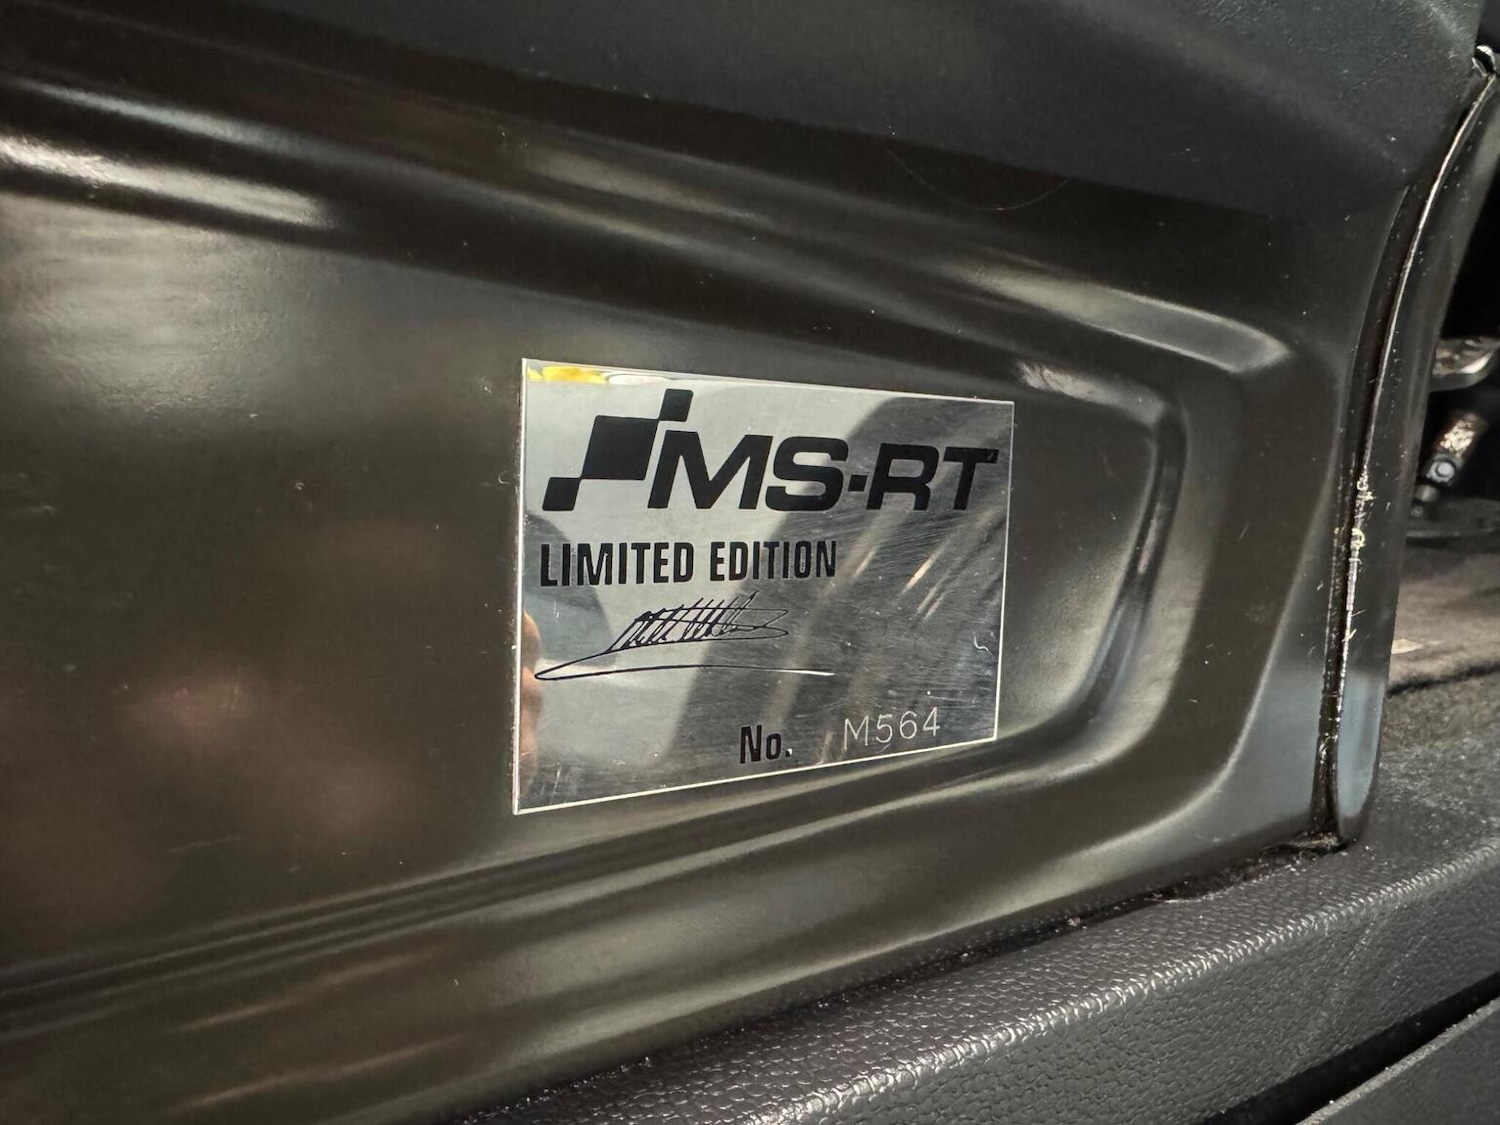 MS-RT
LIMITED EDITION
No. M564